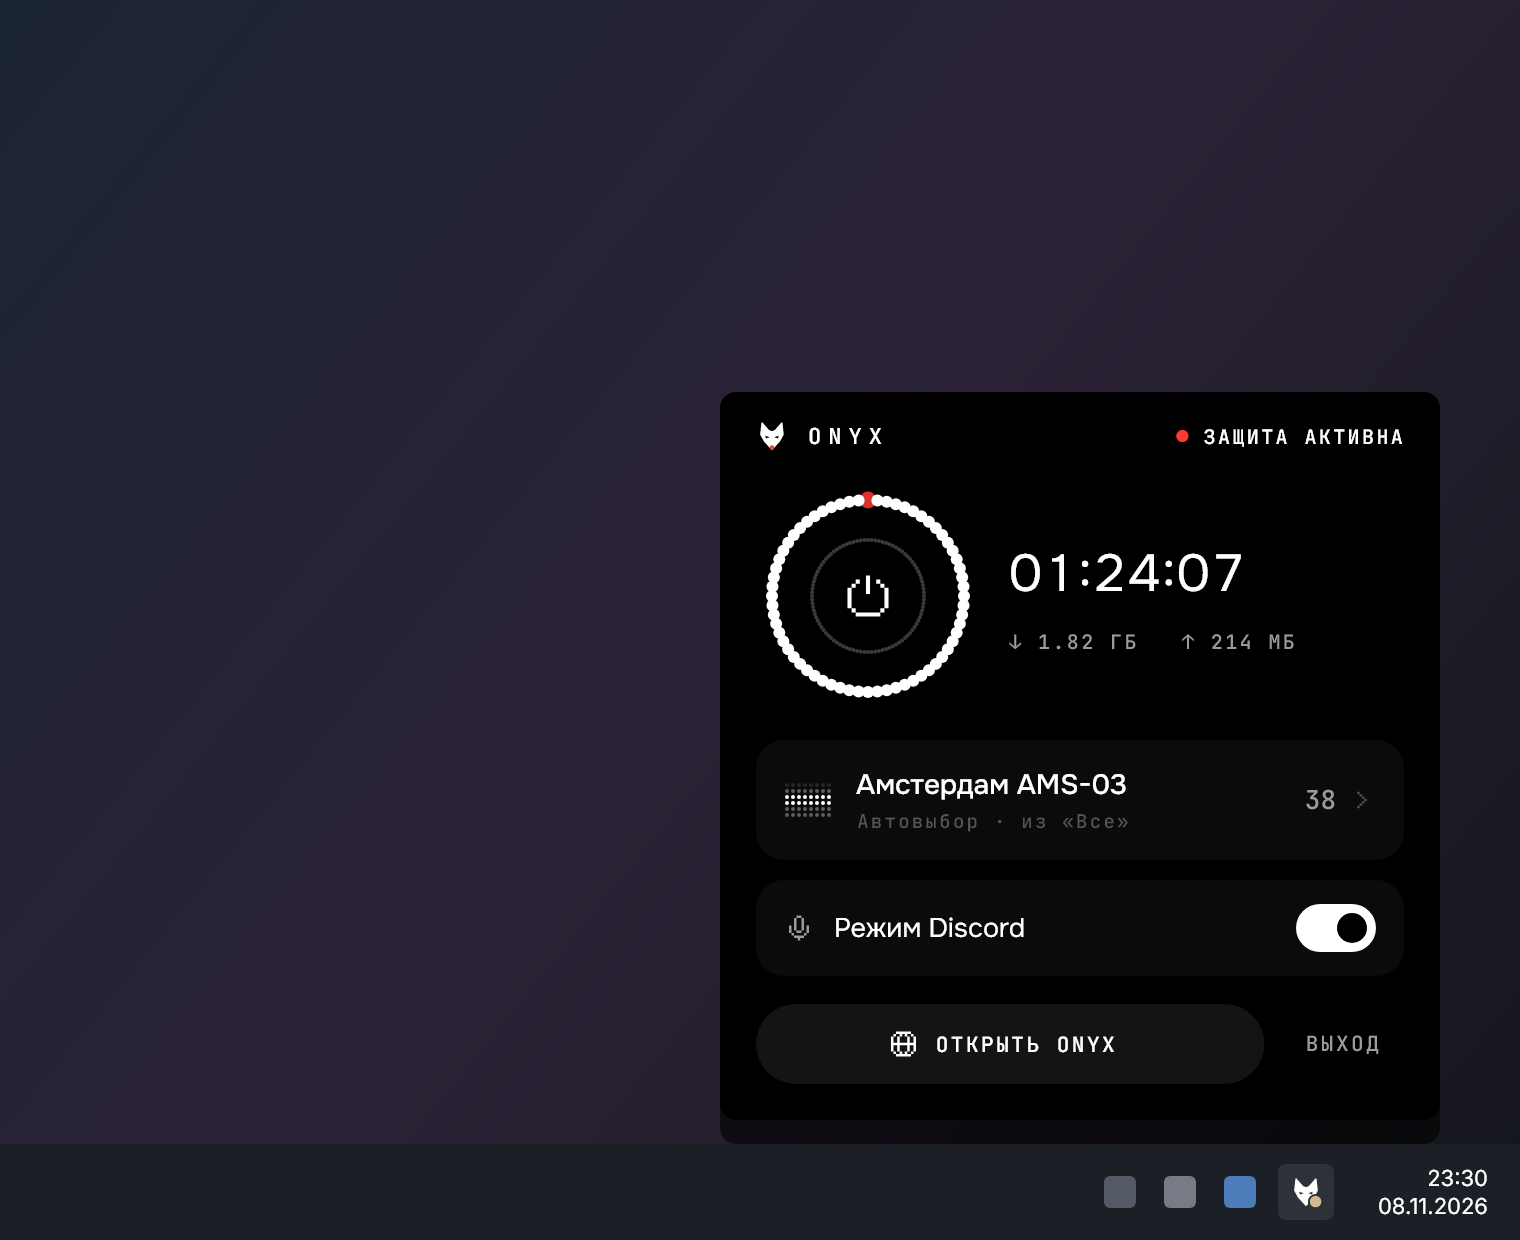 ONYX
ЗАЩИТА АКТИВНА
01:24:07
↓ 1.82 ГБ ↑ 214 МБ
Амстердам AMS-03
Автовыбор · из «Все»
38
Режим Discord
ОТКРЫТЬ ONYX
ВЫХОД
23:30
08.11.2026